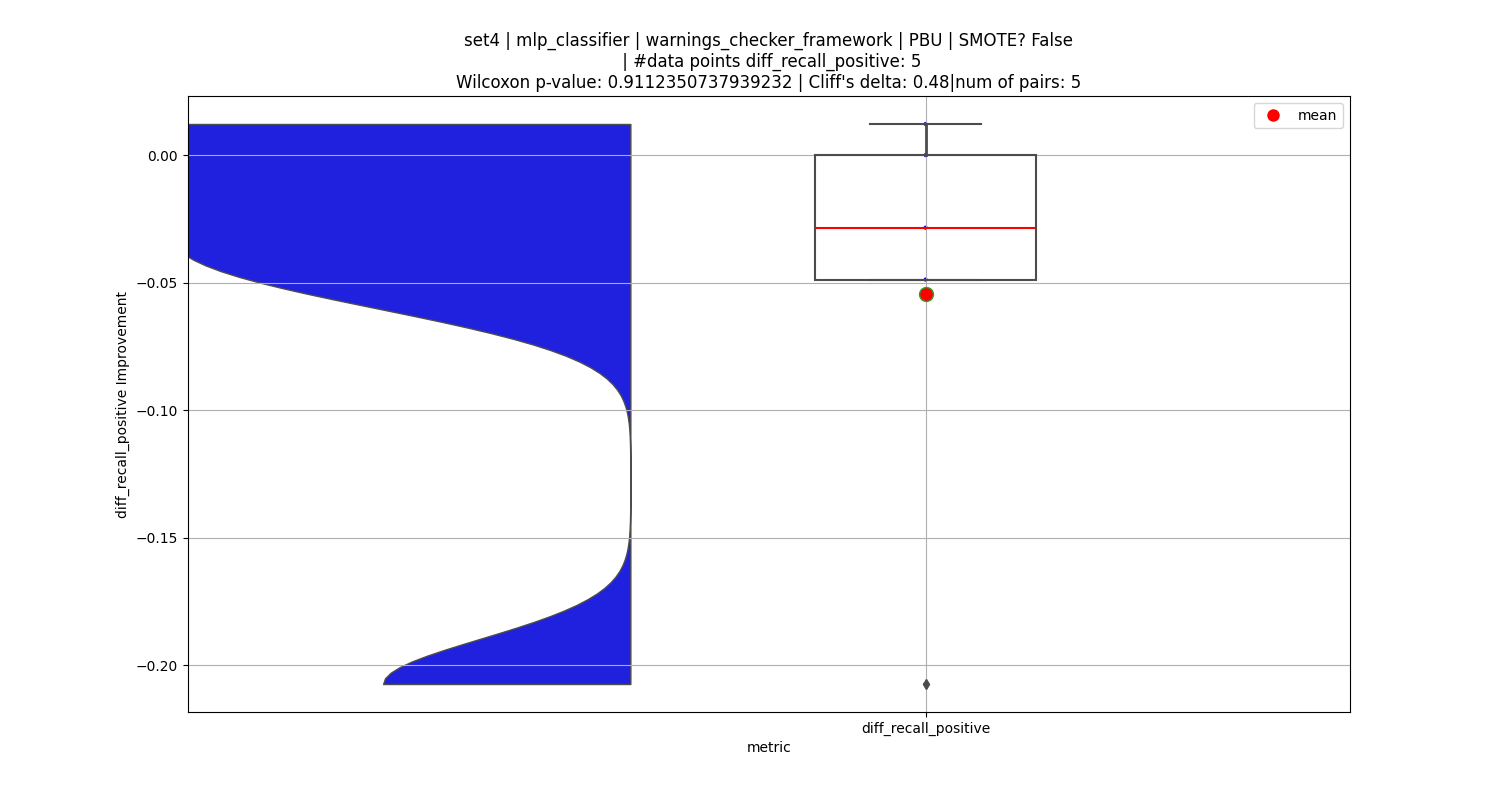 set4 | mlp_classifier | warnings_checker_framework | PBU | SMOTE? False
| #data points diff_recall_positive: 5
Wilcoxon p-value: 0.9112350737939232 | Cliff's delta: 0.48|num of pairs: 5
mean
0.00
−0.05
−0.10
−0.15
−0.20
diff_recall_positive Improvement
diff_recall_positive
metric